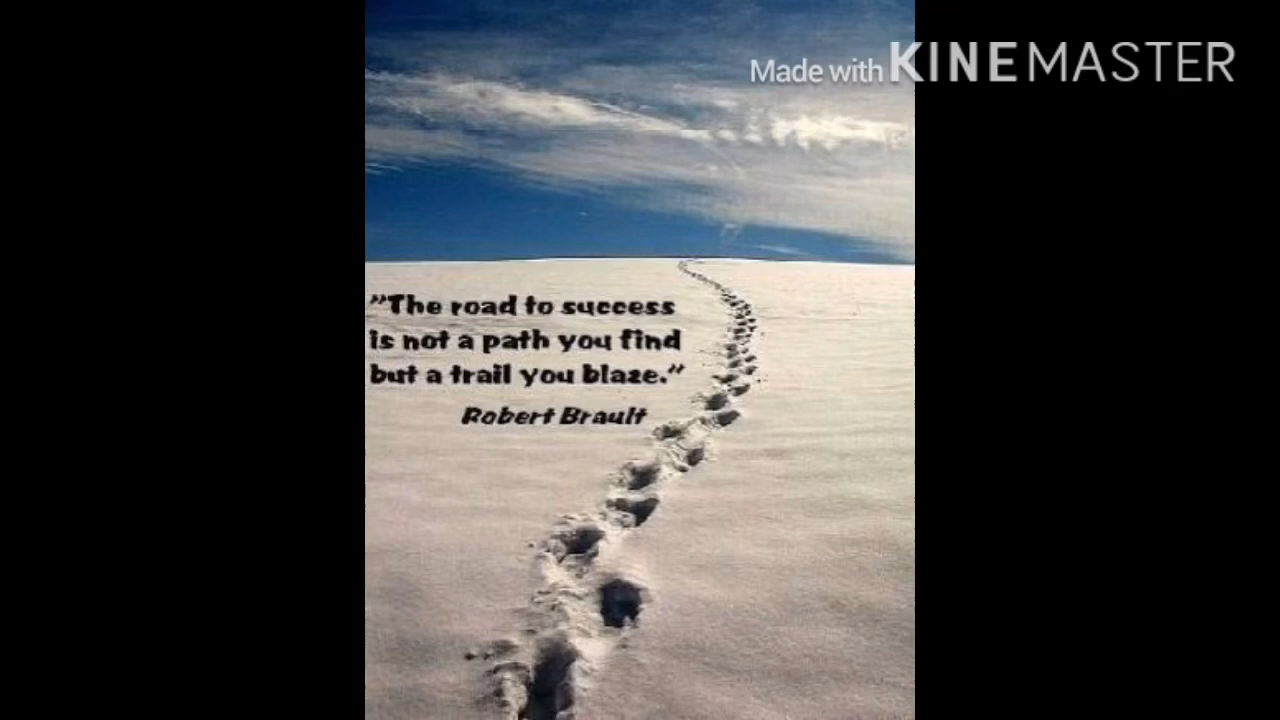 Made with KINEMASTER
"The road to success
is not a path you find
but a trail you blaze."
Robert Brault